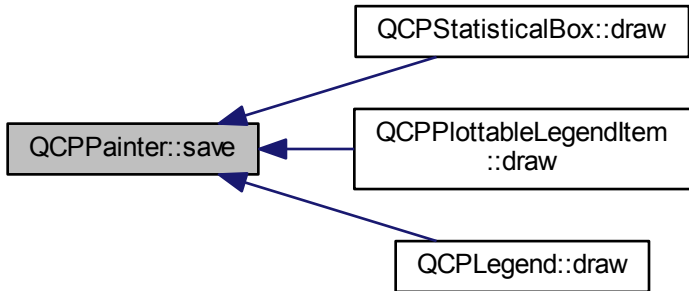 QCPStatisticalBox::draw
QCPPainter::save
QCPPlottableLegendItem
::draw
QCPLegend::draw